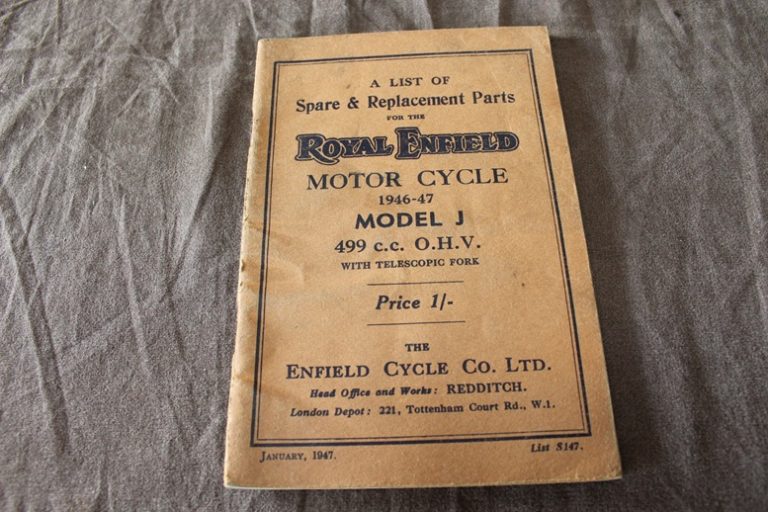 A LIST OF
Spare & Replacement Parts
FOR THE
ROYAL ENFIELD
MOTOR CYCLE
1946-47
MODEL J
499 c.c. O.H.V.
WITH TELESCOPIC FORK
Price 1/-
THE
ENFIELD CYCLE CO. LTD.
Head Office and Works: REDDITCH.
London Depot: 221, Tottenham Court Rd., W.1.
JANUARY, 1947.
List S147.